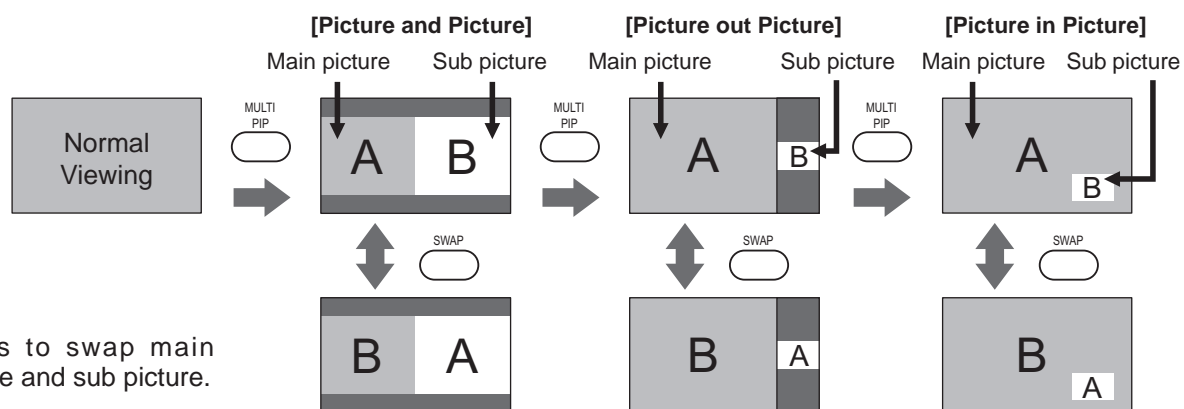 [Picture and Picture] [Picture out Picture] [Picture in Picture]
Main picture Sub picture Main picture Sub picture Main picture Sub picture
MULTI
PIP
MULTI
PIP
MULTI
PIP
Normal
Viewing
A B
A B
A B
SWAP
SWAP
SWAP
B A
B A
B A
to swap main
and sub picture.